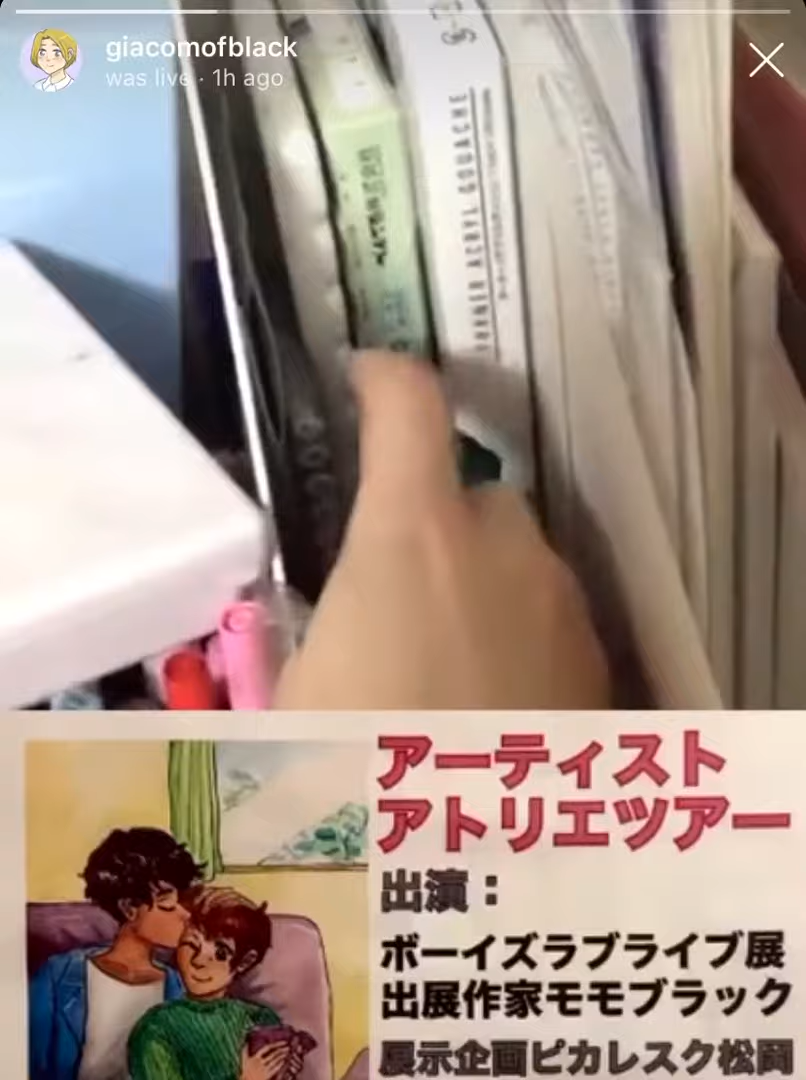 giacomofblack
was live · 1h ago
TURNER ACRYL GOUACHE
アーティスト
アトリエツアー
出演：
ボーイズラブライブ展
出展作家モモブラック
展示企画ピカレスク松岡